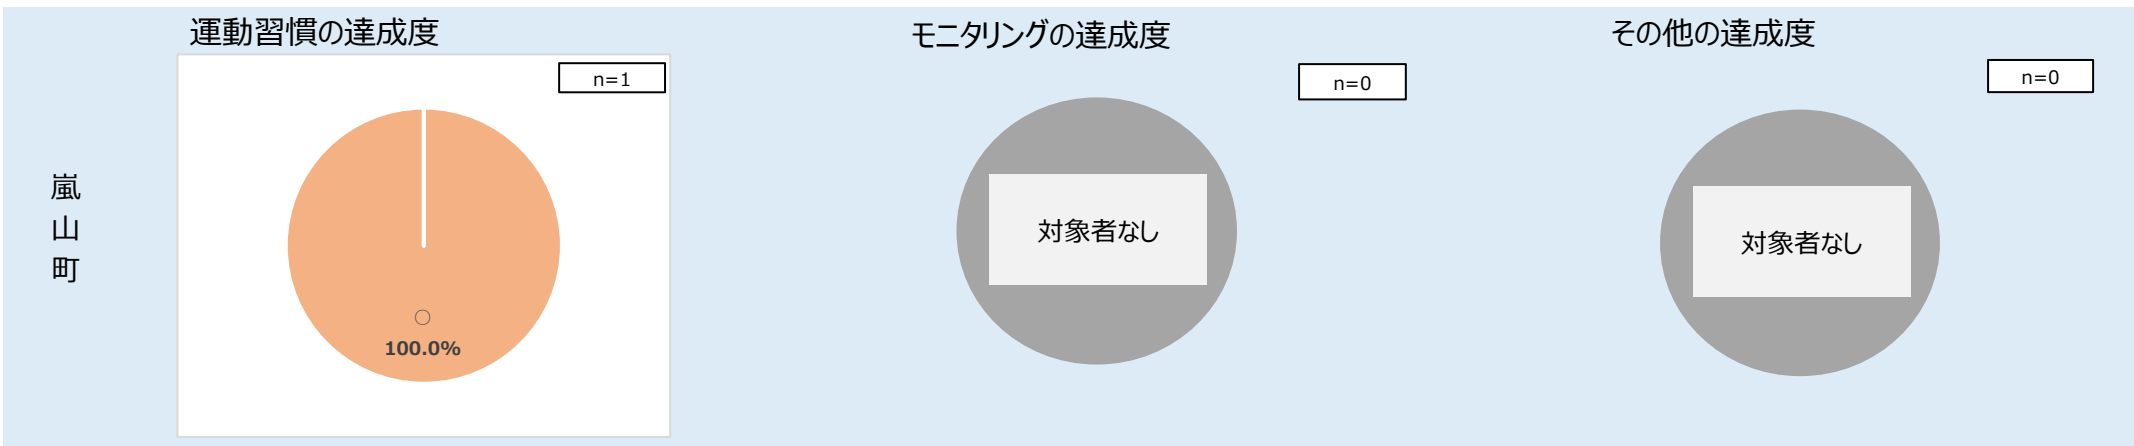 運動習慣の達成度
モニタリングの達成度
その他の達成度
n=1
n=0
n=0
嵐山町
対象者なし
対象者なし
○
100.0%